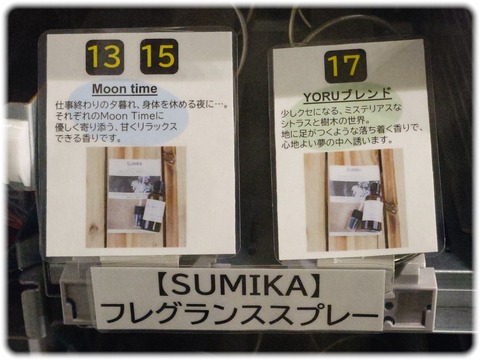 13 15
Moon time
仕事終わりの夕暮れ、身体を休める夜に…。
それぞれのMoon Timeに
優しく寄り添う、甘くリラックス
できる香りです。
17
YORUブレンド
少しクセになる、ミステリアスな
シトラスと樹木の世界。
地に足がつくような落ち着く香りで、
心地よい夢の中へ誘います。
【SUMIKA】
フレグランススプレー